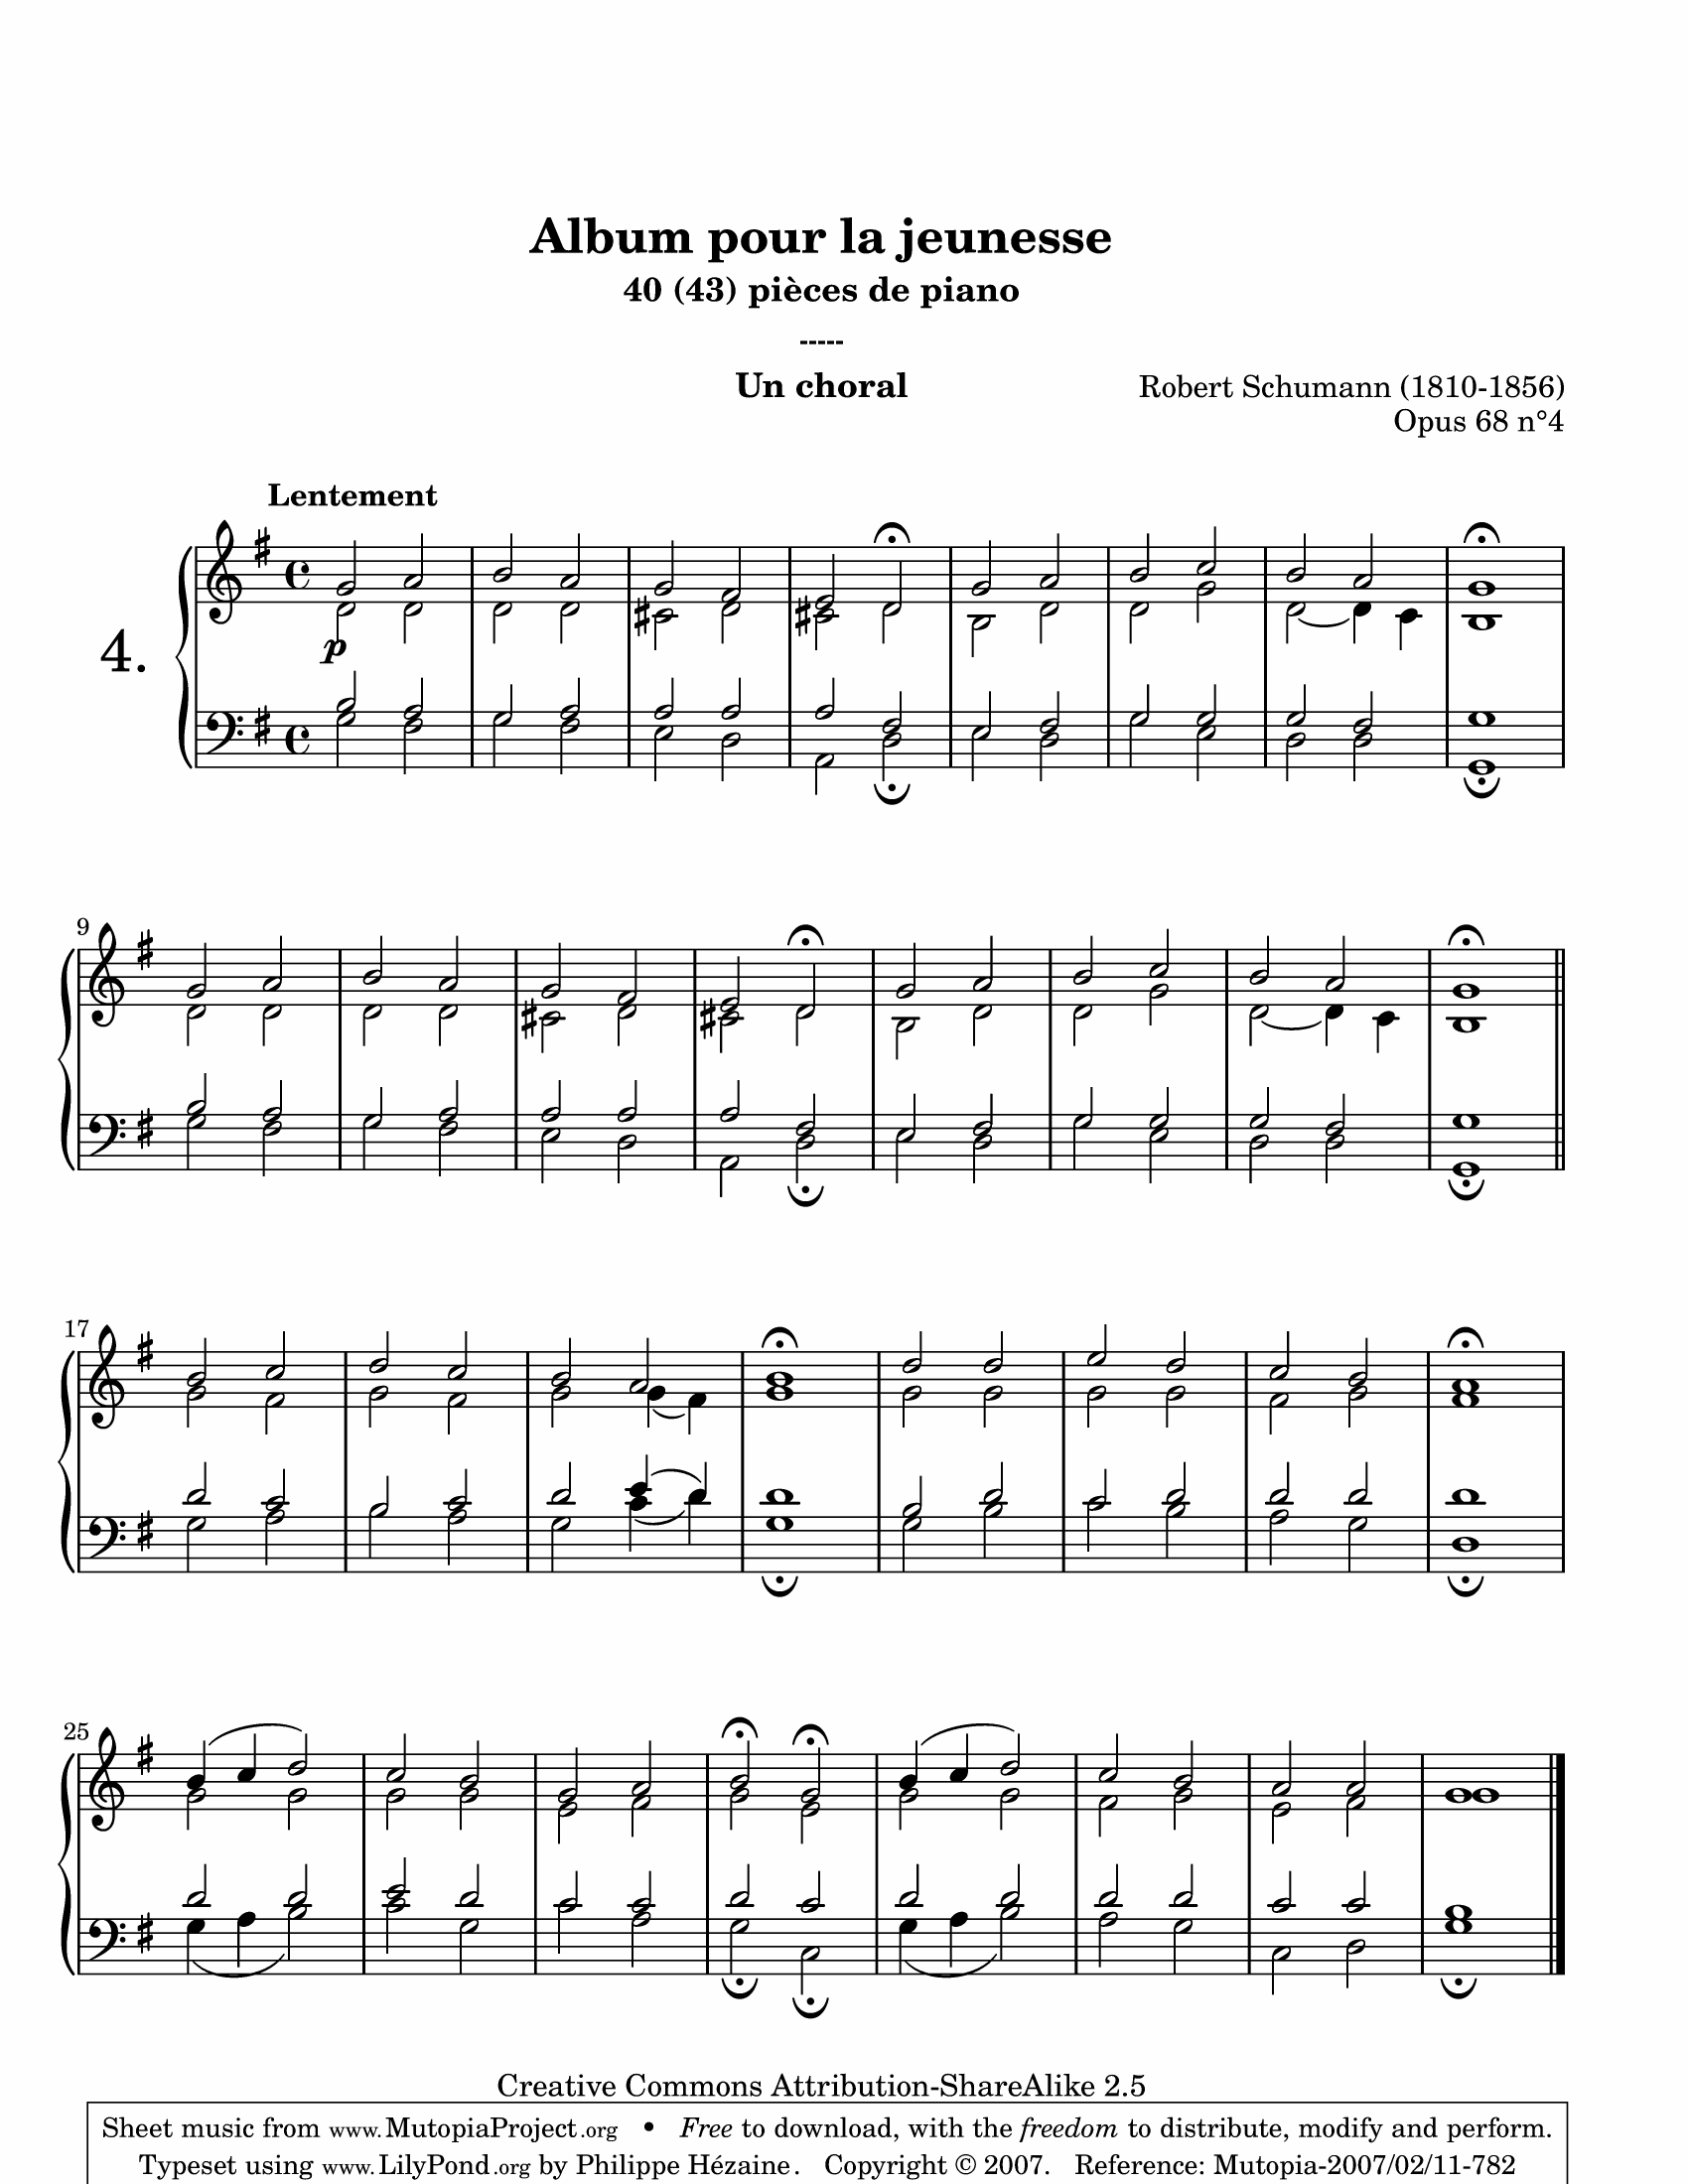 Album pour la jeunesse
40 (43) pièces de piano
-----
Un choral
Robert Schumann (1810-1856)
Opus 68 n°4
Lentement
4.
p
9
17
25
Creative Commons Attribution-ShareAlike 2.5
Sheet music from www.MutopiaProject.org • Free to download, with the freedom to distribute, modify and perform.
Typeset using www.LilyPond.org by Philippe Hézaine. Copyright © 2007. Reference: Mutopia-2007/02/11-782